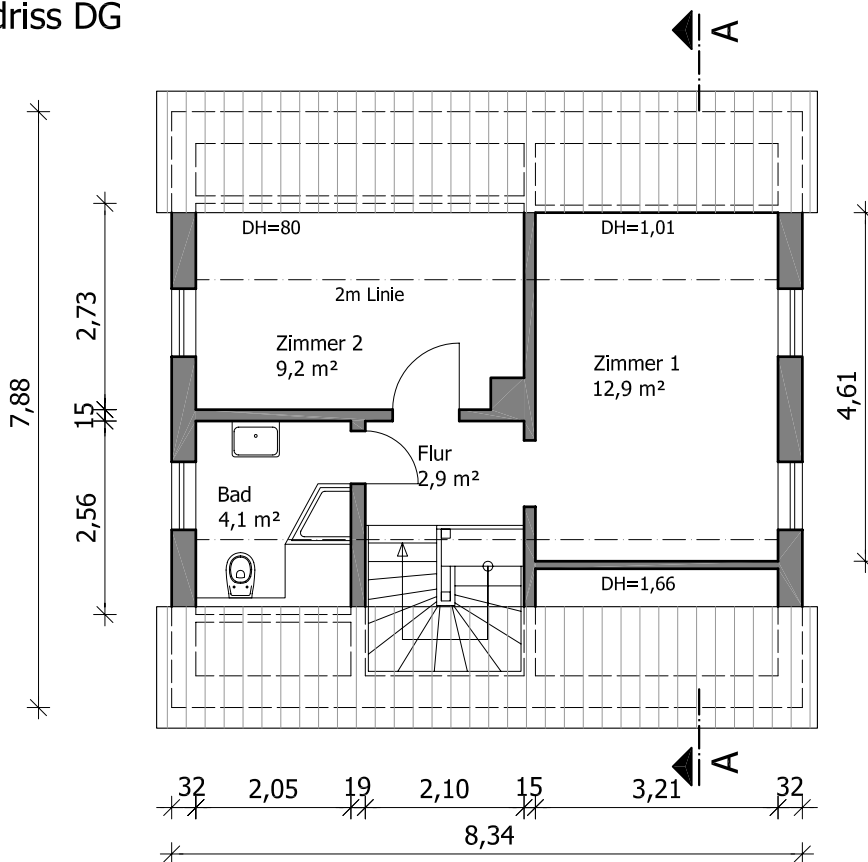 driss DG
A
DH=80
DH=1,01
2m Linie
2,73
Zimmer 2
9,2 m²
Zimmer 1
12,9 m²
7,88
4,61
15
Flur
2,9 m²
Bad
4,1 m²
2,56
DH=1,66
A
32
2,05
19
2,10
15
3,21
32
8,34